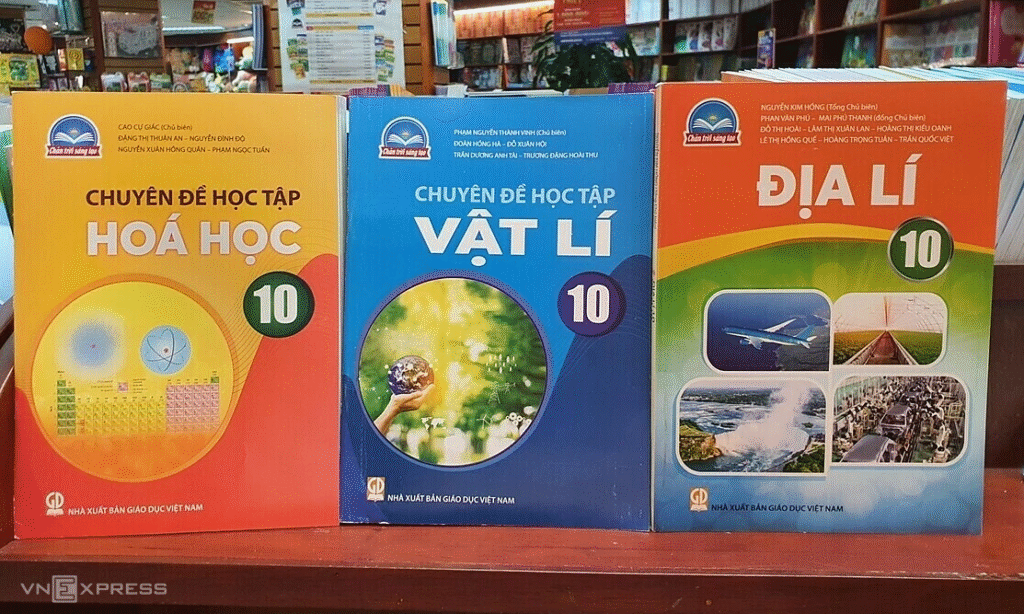 Chân trời sáng tạo
CAO CỰ GIÁC (Chủ biên)
ĐẶNG THỊ THUẬN AN – NGUYỄN ĐÌNH ĐỘ
NGUYỄN XUÂN HỒNG QUÂN – PHẠM NGỌC TUẤN
CHUYÊN ĐỀ HỌC TẬP
HOÁ HỌC
10
GD
NHÀ XUẤT BẢN GIÁO DỤC VIỆT NAM
Chân trời sáng tạo
PHẠM NGUYỄN THÀNH VINH (Chủ biên)
ĐOÀN HỒNG HÀ – ĐỖ XUÂN HỘI
TRẦN DƯƠNG ANH TÀI – TRƯƠNG ĐẶNG HOÀI THU
CHUYÊN ĐỀ HỌC TẬP
VẬT LÍ
10
GD
NHÀ XUẤT BẢN GIÁO DỤC VIỆT NAM
Chân trời sáng tạo
NGUYỄN KIM HỒNG (Tổng Chủ biên)
PHAN VĂN PHÚ – MAI PHÚ THANH (đồng Chủ biên)
ĐỖ THỊ HOÀI – LÂM THỊ XUÂN LAN – HOÀNG THỊ KIỀU OANH
LÊ THỊ HỒNG QUẾ – HOÀNG TRỌNG TUÂN – TRẦN QUỐC VIỆT
ĐỊA LÍ
10
GD
NHÀ XUẤT BẢN GIÁO DỤC VIỆT NAM
VNEXPRESS